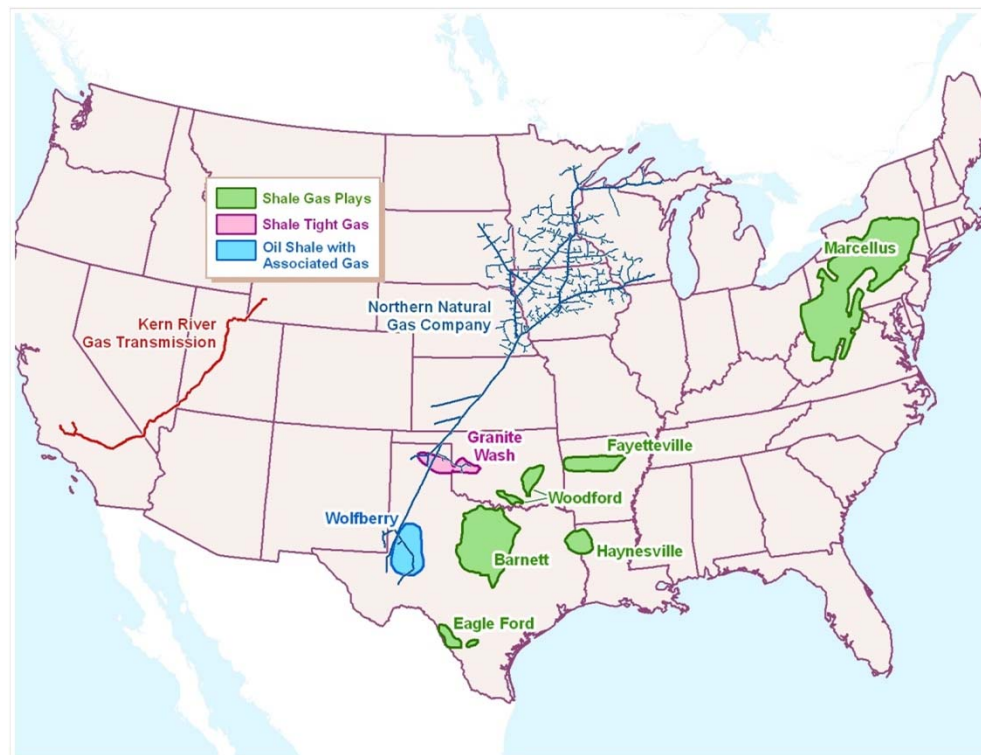 Shale Gas Plays
Shale Tight Gas
Oil Shale with
Associated Gas
Marcellus
Northern Natural
Gas Company
Kern River
Gas Transmission
Granite
Wash
Fayetteville
Woodford
Wolfberry
Haynesville
Barnett
Eagle Ford